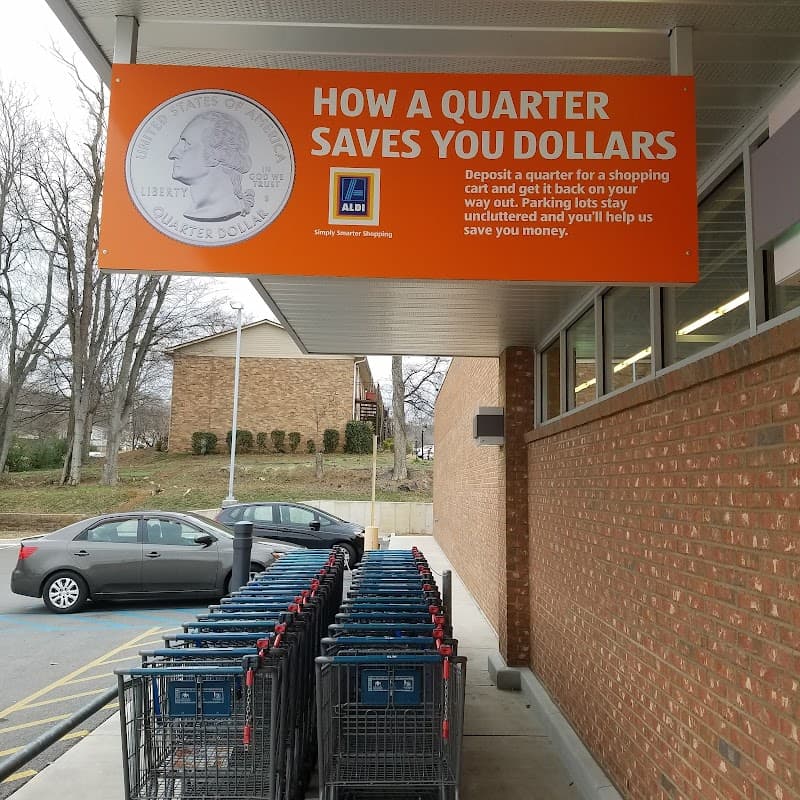 HOW A QUARTER
SAVES YOU DOLLARS
UNITED STATES OF AMERICA
LIBERTY
IN
GOD WE
TRUST
S
QUARTER DOLLAR
ALDI
Simply Smarter Shopping
Deposit a quarter for a shopping
cart and get it back on your
way out. Parking lots stay
uncluttered and you'll help us
save you money.